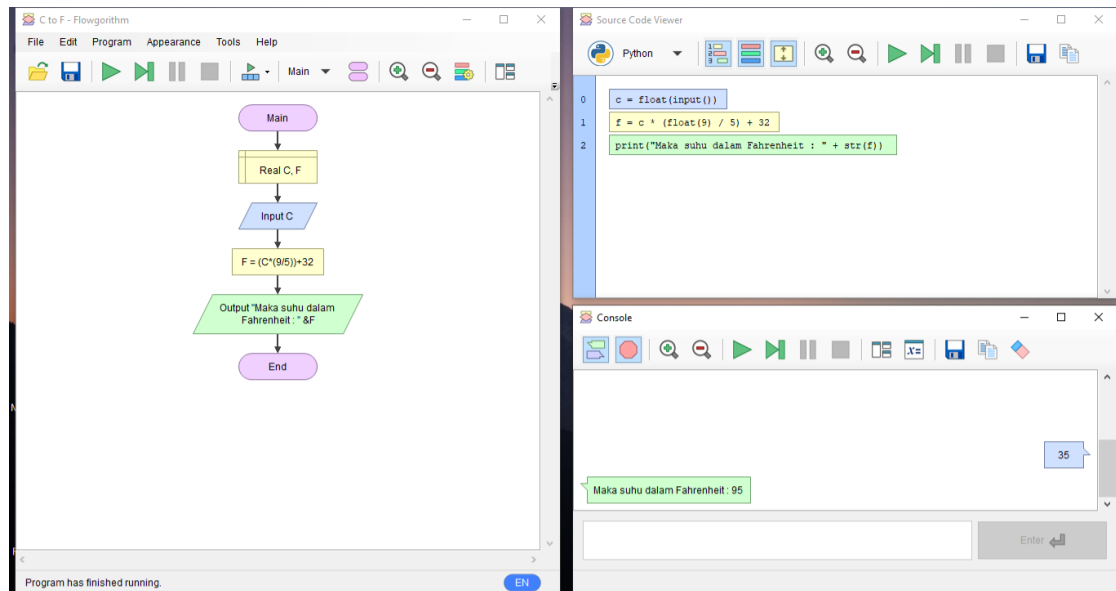 C to F - Flowgorithm
File Edit Program Appearance Tools Help
Main
Main
Real C, F
Input C
F = (C*(9/5))+32
Output "Maka suhu dalam
Fahrenheit : " &F
End
Program has finished running.
EN
Source Code Viewer
Python
0 c = float(input())
1 f = c * (float(9) / 5) + 32
2 print("Maka suhu dalam Fahrenheit : " + str(f))
Console
35
Maka suhu dalam Fahrenheit : 95
Enter